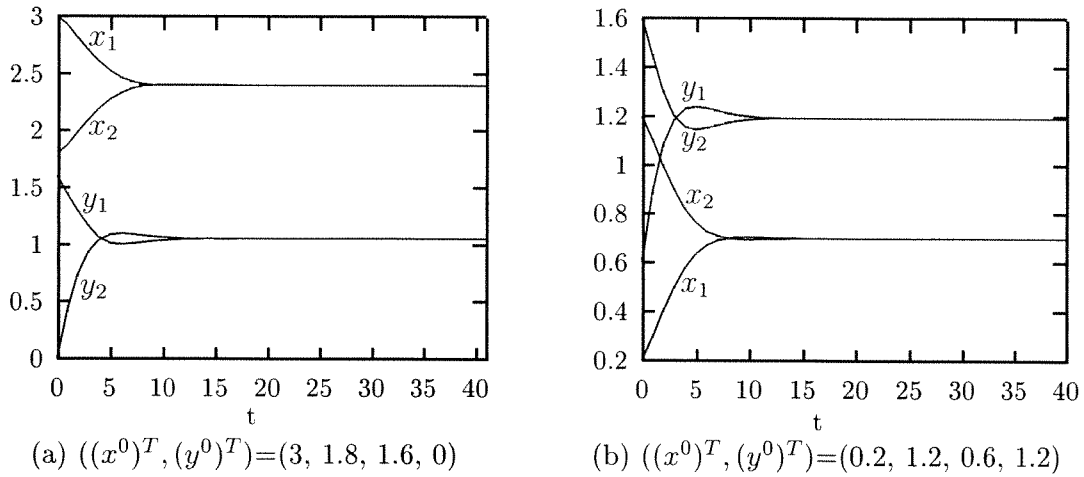 3
2.5
2
1.5
1
0.5
0
x₁
x₂
y₁
y₂
0 5 10 15 20 25 30 35 40
t
(a) ((x⁰)ᵀ, (y⁰)ᵀ)=(3, 1.8, 1.6, 0)
1.6
1.4
1.2
1
0.8
0.6
0.4
0.2
y₁
y₂
x₂
x₁
0 5 10 15 20 25 30 35 40
t
(b) ((x⁰)ᵀ, (y⁰)ᵀ)=(0.2, 1.2, 0.6, 1.2)